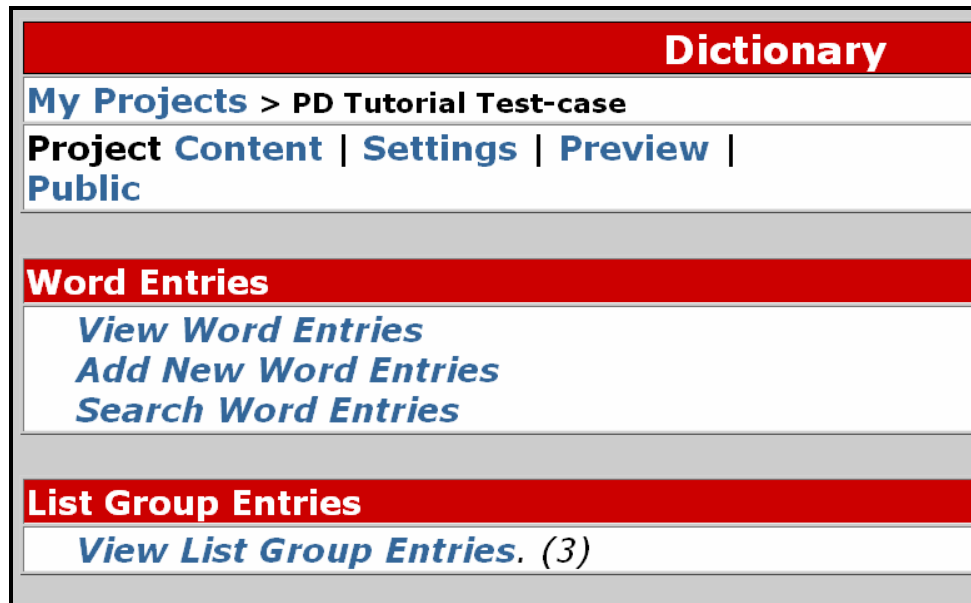 Dictionary
My Projects > PD Tutorial Test-case
Project Content | Settings | Preview |
Public
Word Entries
View Word Entries
Add New Word Entries
Search Word Entries
List Group Entries
View List Group Entries. (3)